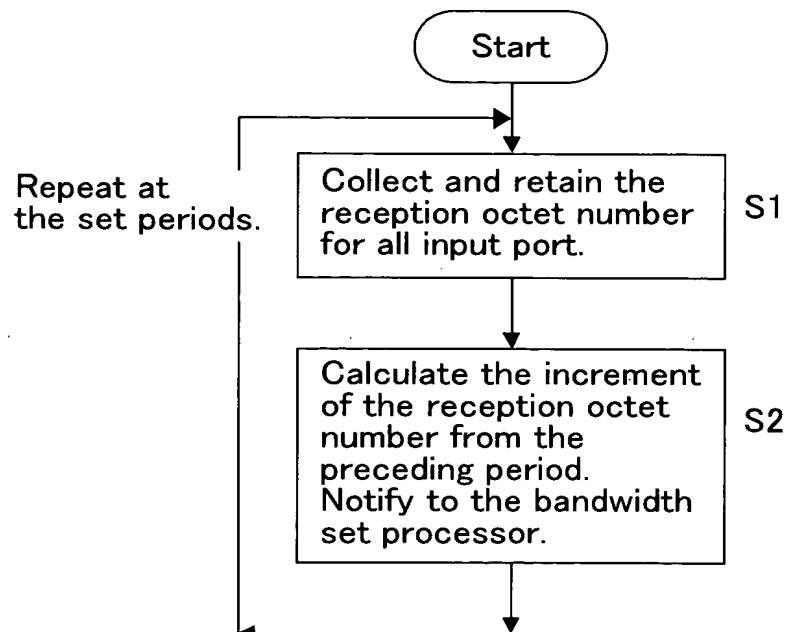 Start
Repeat at
the set periods.
Collect and retain the
reception octet number
for all input port.
S1
Calculate the increment
of the reception octet
number from the
preceding period.
Notify to the bandwidth
set processor.
S2